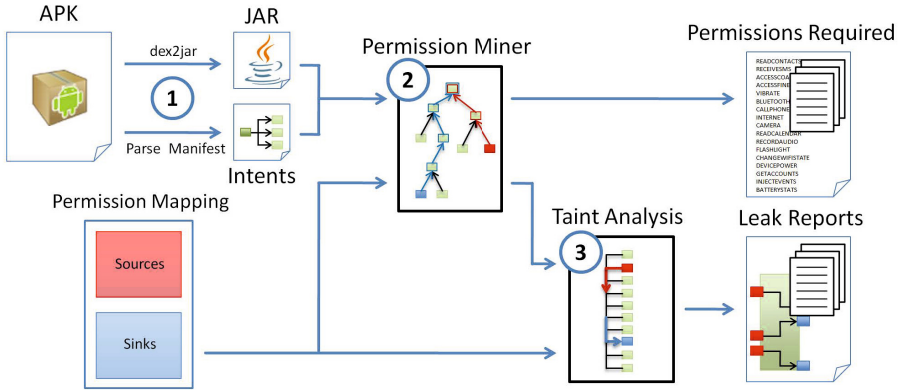 APK
JAR
dex2jar
1
Parse Manifest
Intents
Permission Miner
2
Permissions Required
READCONTACTS
RECEIVESMS
ACCESSCOA
ACCESSFINE
VIBRATE
BLUETOOTH
CALLPHONE
INTERNET
CAMERA
READCALENDAR
RECORDAUDIO
FLASHLIGHT
CHANGEWIFISTATE
DEVICEPOWER
GETACCOUNTS
INJECTEVENTS
BATTERYSTATS
Permission Mapping
Sources
Sinks
Taint Analysis
3
Leak Reports